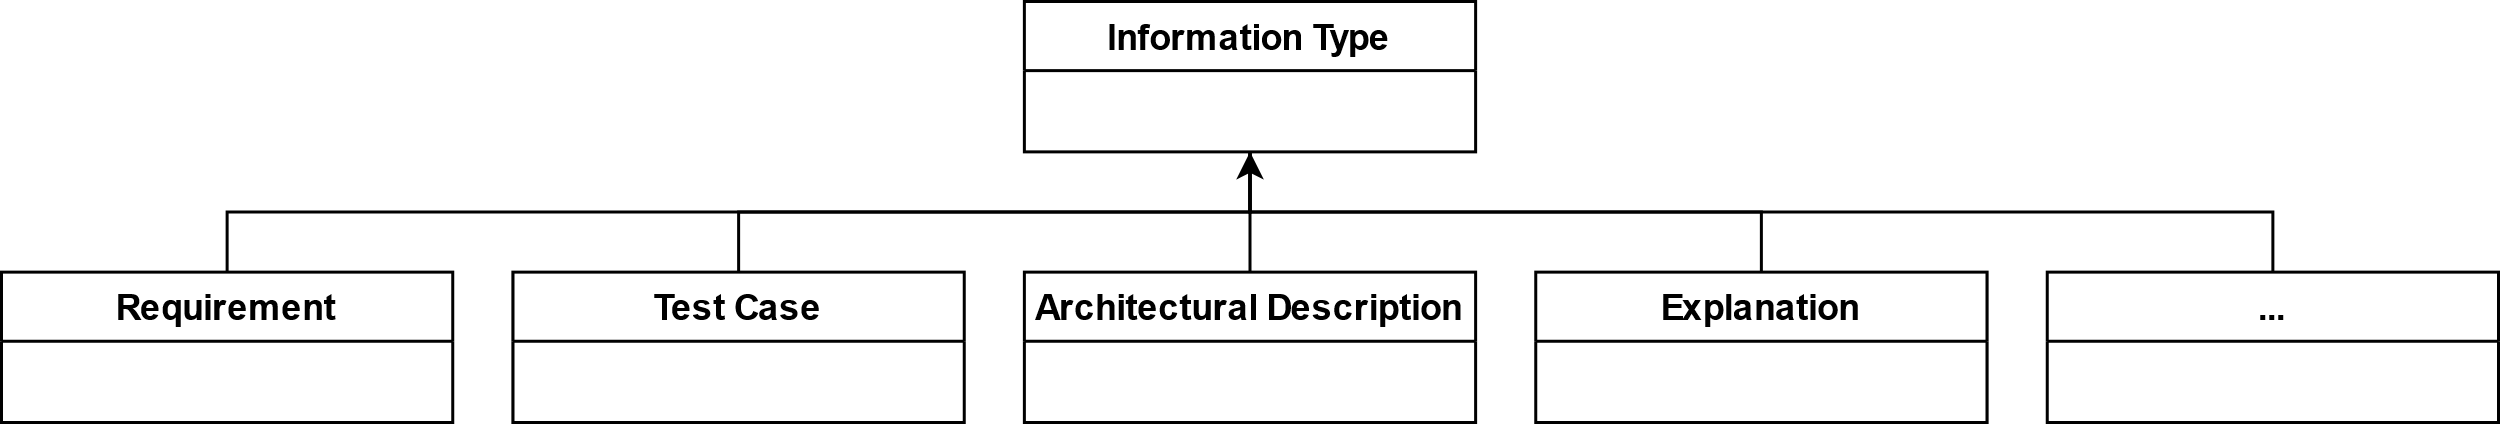 Information Type
Requirement
Test Case
Architectural Description
Explanation
...